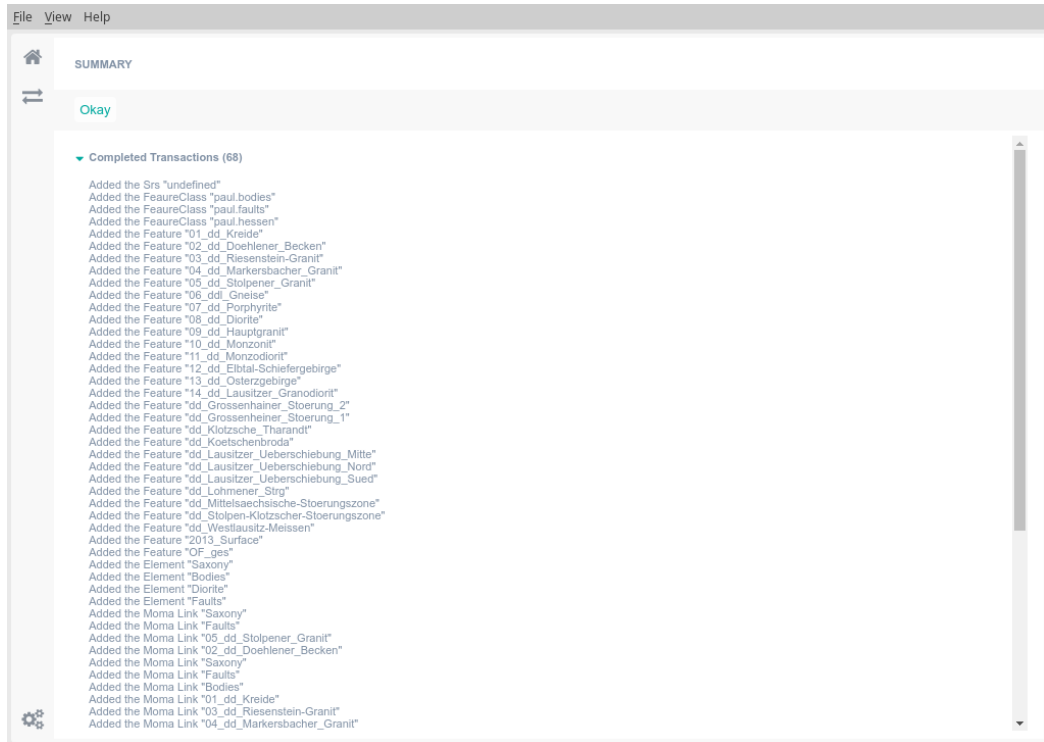 File View Help
SUMMARY
Okay
Completed Transactions (68)
Added the Srs "undefined"
Added the FeaureClass "paul.bodies"
Added the FeaureClass "paul.faults"
Added the FeaureClass "paul.hessen"
Added the Feature "01_dd_Kreide"
Added the Feature "02_dd_Doehlener_Becken"
Added the Feature "03_dd_Riesenstein-Granit"
Added the Feature "04_dd_Markersbacher_Granit"
Added the Feature "05_dd_Stolpener_Granit"
Added the Feature "06_ddl_Gneise"
Added the Feature "07_dd_Porphyrite"
Added the Feature "08_dd_Diorite"
Added the Feature "09_dd_Hauptgranit"
Added the Feature "10_dd_Monzonit"
Added the Feature "11_dd_Monzodiorit"
Added the Feature "12_dd_Elbtal-Schiefergebirge"
Added the Feature "13_dd_Osterzgebirge"
Added the Feature "14_dd_Lausitzer_Granodiorit"
Added the Feature "dd_Grossenhainer_Stoerung_2"
Added the Feature "dd_Grossenheiner_Stoerung_1"
Added the Feature "dd_Klotzsche_Tharandt"
Added the Feature "dd_Koetschenbroda"
Added the Feature "dd_Lausitzer_Ueberschiebung_Mitte"
Added the Feature "dd_Lausitzer_Ueberschiebung_Nord"
Added the Feature "dd_Lausitzer_Ueberschiebung_Sued"
Added the Feature "dd_Lohmener_Strg"
Added the Feature "dd_Mittelsaechsische-Stoerungszone"
Added the Feature "dd_Stolpen-Klotzscher-Stoerungszone"
Added the Feature "dd_Westlausitz-Meissen"
Added the Feature "2013_Surface"
Added the Feature "OF_ges"
Added the Element "Saxony"
Added the Element "Bodies"
Added the Element "Diorite"
Added the Element "Faults"
Added the Moma Link "Saxony"
Added the Moma Link "Faults"
Added the Moma Link "05_dd_Stolpener_Granit"
Added the Moma Link "02_dd_Doehlener_Becken"
Added the Moma Link "Saxony"
Added the Moma Link "Faults"
Added the Moma Link "Bodies"
Added the Moma Link "01_dd_Kreide"
Added the Moma Link "03_dd_Riesenstein-Granit"
Added the Moma Link "04_dd_Markersbacher_Granit"